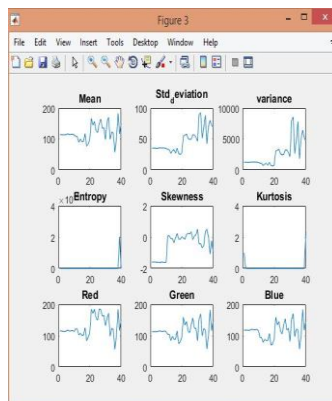 Figure 3
File Edit View Insert Tools Desktop Window Help
Mean Std_deviation variance
200 100 10000
100 50 5000
0 0 0
0 20 40 0 20 40 0 20 40
×10 Entropy Skewness Kurtosis
4 2 4
2 0 2
0 -2 0
0 20 40 0 20 40 0 20 40
Red Green Blue
200 200 200
100 100 100
0 0 0
0 20 40 0 20 40 0 20 40